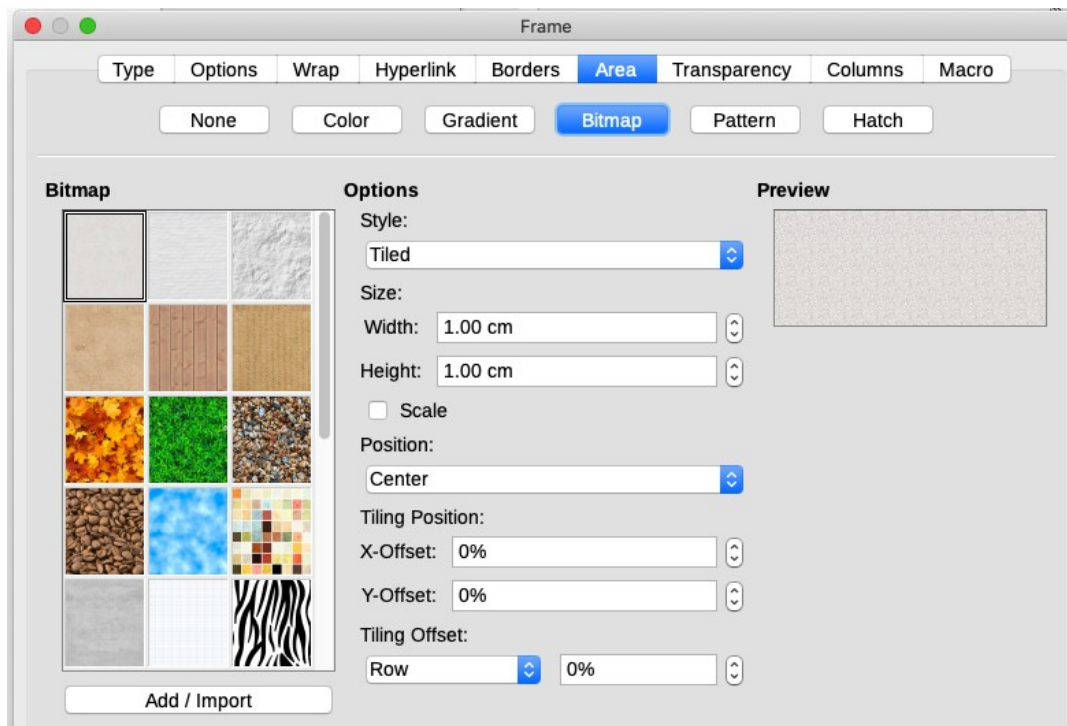 Frame
Type Options Wrap Hyperlink Borders Area Transparency Columns Macro
None Color Gradient Bitmap Pattern Hatch
Bitmap
Options
Preview
Style:
Tiled
Size:
Width: 1.00 cm
Height: 1.00 cm
Scale
Position:
Center
Tiling Position:
X-Offset: 0%
Y-Offset: 0%
Tiling Offset:
Row 0%
Add / Import